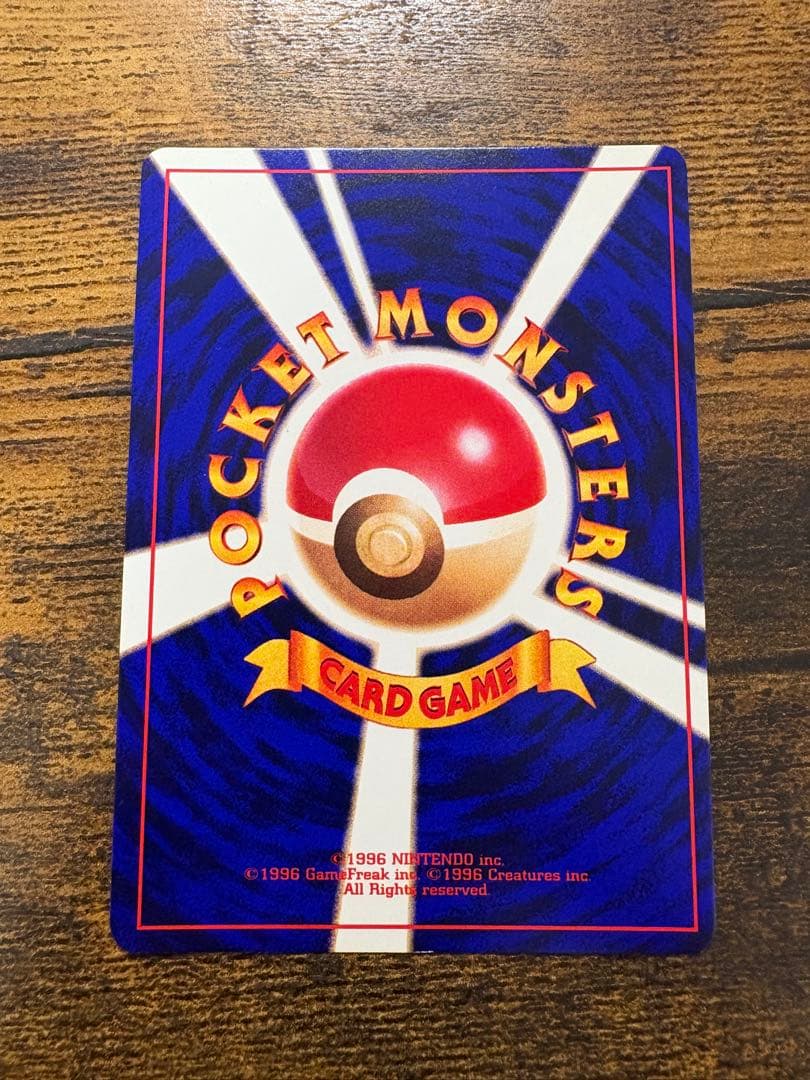 POCKET MONSTERS
CARD GAME
©1996 NINTENDO inc.
©1996 GameFreak inc. ©1996 Creatures inc.
All Rights reserved.